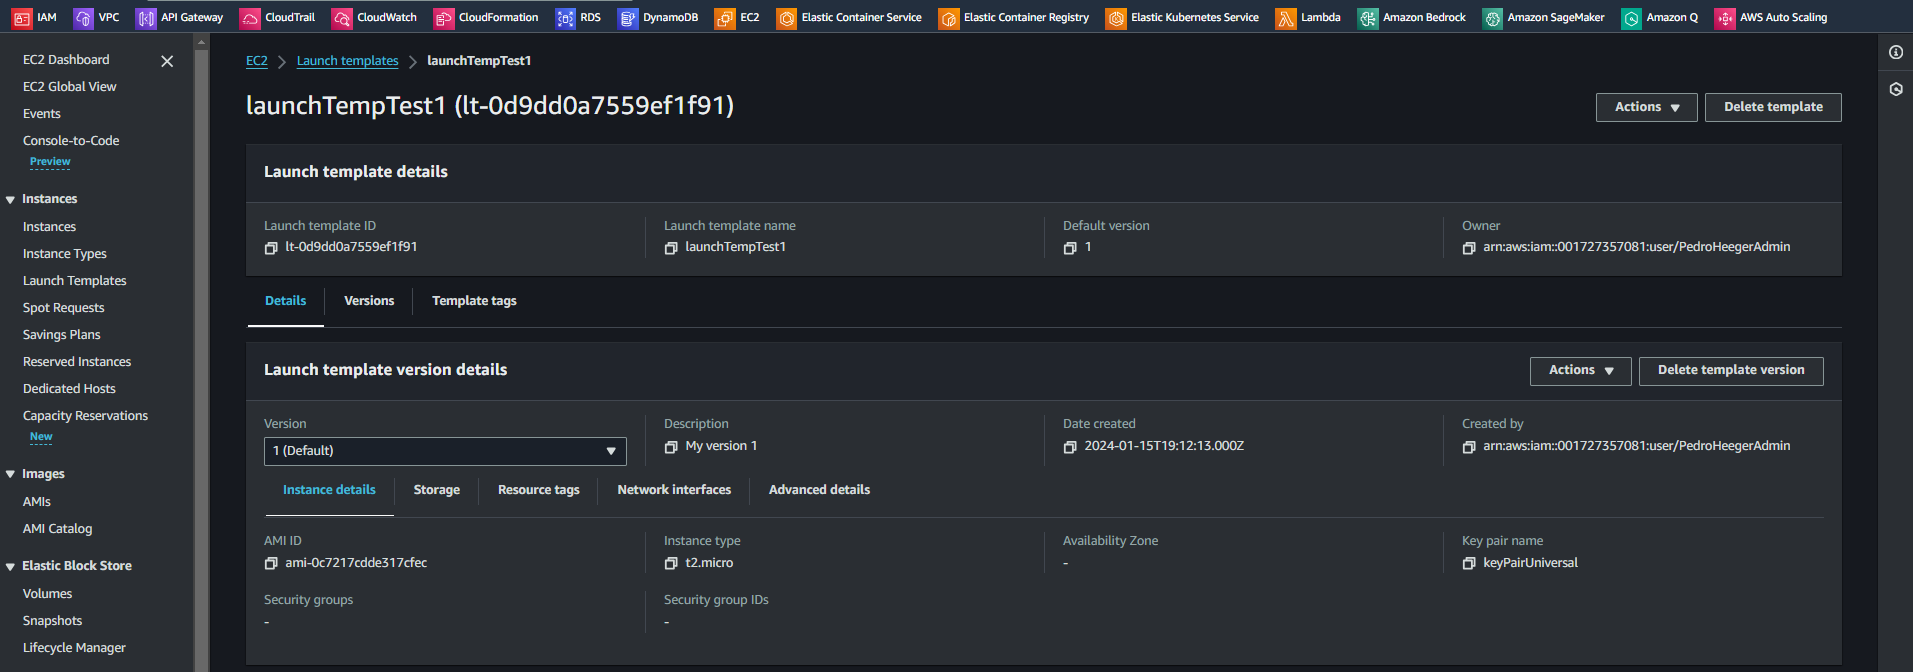 IAM VPC API Gateway CloudTrail CloudWatch CloudFormation RDS DynamoDB EC2 Elastic Container Service Elastic Container Registry Elastic Kubernetes Service Lambda Amazon Bedrock Amazon SageMaker Amazon Q AWS Auto Scaling
EC2 Dashboard
EC2 Global View
Events
Console-to-Code
Preview
Instances
Instances
Instance Types
Launch Templates
Spot Requests
Savings Plans
Reserved Instances
Dedicated Hosts
Capacity Reservations
New
Images
AMIs
AMI Catalog
Elastic Block Store
Volumes
Snapshots
Lifecycle Manager
EC2 Launch templates launchTempTest1
launchTempTest1 (lt-0d9dd0a7559ef1f91)
Actions Delete template
Launch template details
Launch template ID
lt-0d9dd0a7559ef1f91
Launch template name
launchTempTest1
Default version
1
Owner
arn:aws:iam::001727357081:user/PedroHeegerAdmin
Details Versions Template tags
Launch template version details
Actions Delete template version
Version
1 (Default)
Description
My version 1
Date created
2024-01-15T19:12:13.000Z
Created by
arn:aws:iam::001727357081:user/PedroHeegerAdmin
Instance details Storage Resource tags Network interfaces Advanced details
AMI ID
ami-0c7217cdde317cfec
Instance type
t2.micro
Availability Zone
-
Key pair name
keyPairUniversal
Security groups
-
Security group IDs
-